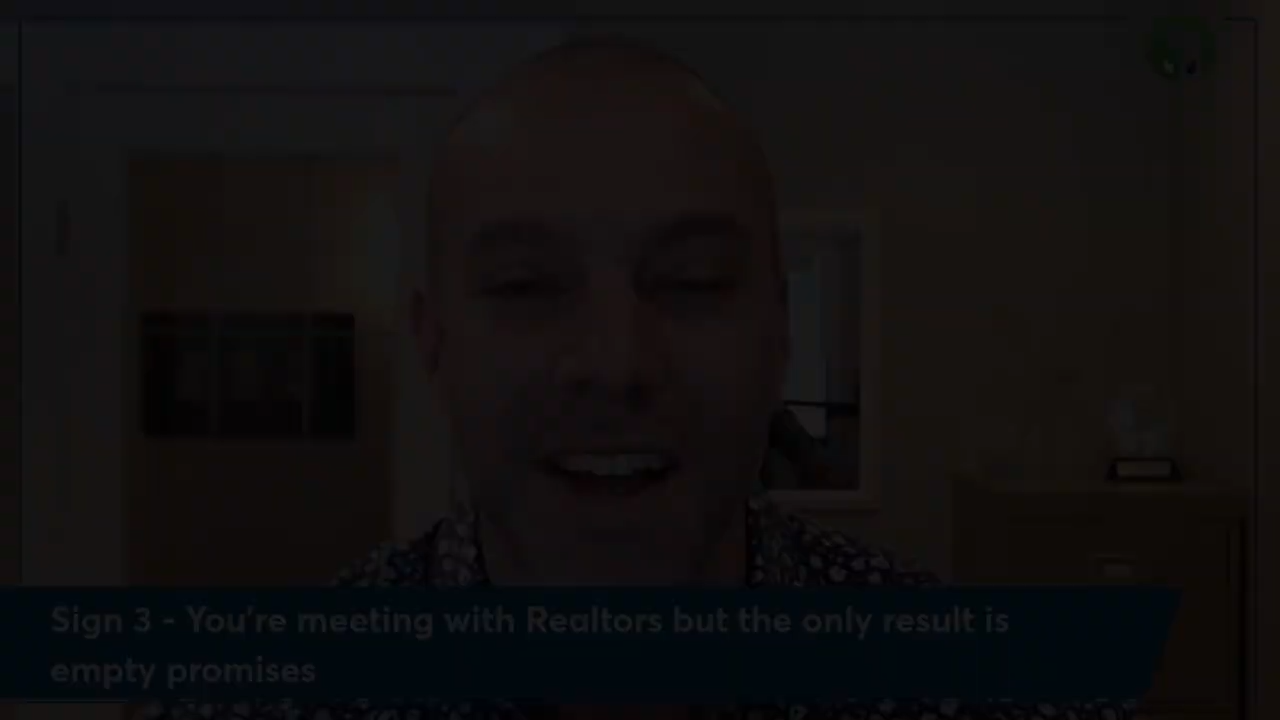 Sign 3 - You're meeting with Realtors but the only result is
empty promises